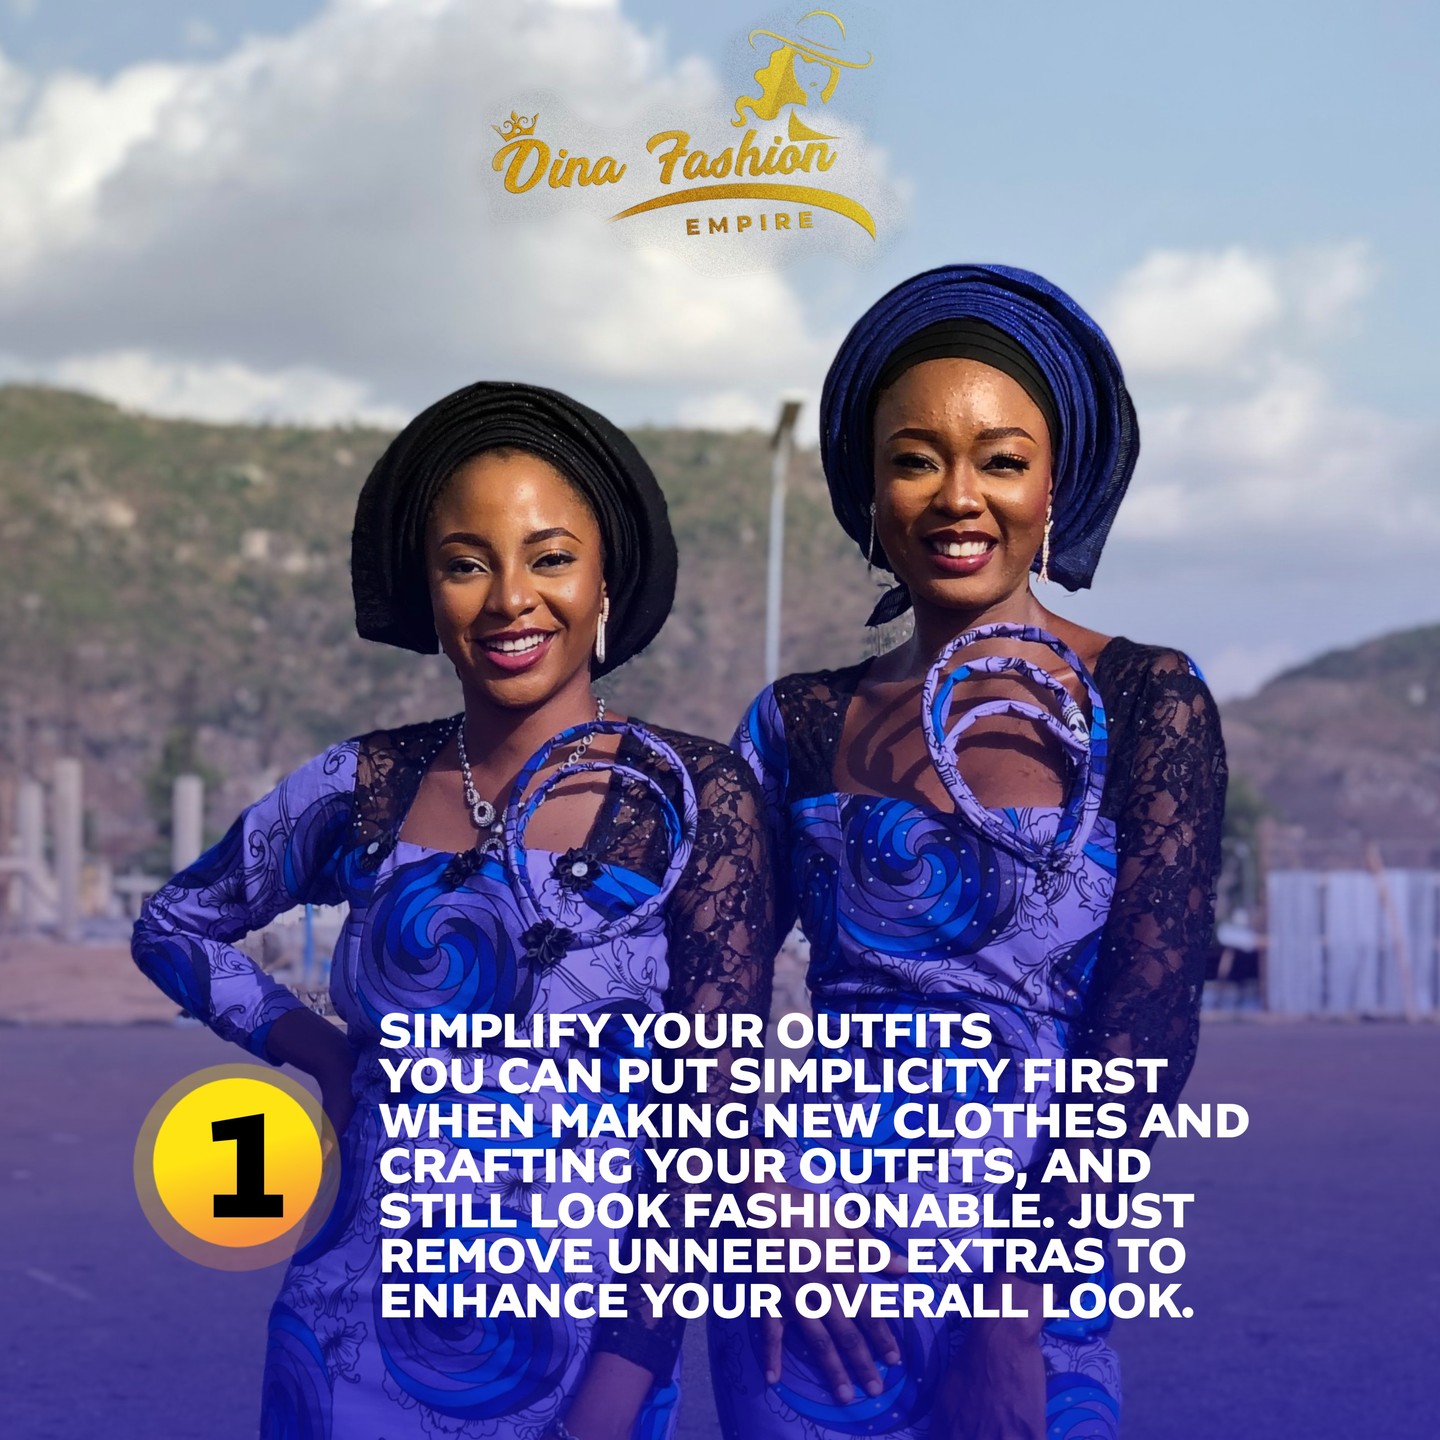 Dina Fashion
EMPIRE
SIMPLIFY YOUR OUTFITS
YOU CAN PUT SIMPLICITY FIRST
WHEN MAKING NEW CLOTHES AND
CRAFTING YOUR OUTFITS, AND
STILL LOOK FASHIONABLE. JUST
REMOVE UNNEEDED EXTRAS TO
ENHANCE YOUR OVERALL LOOK.
1